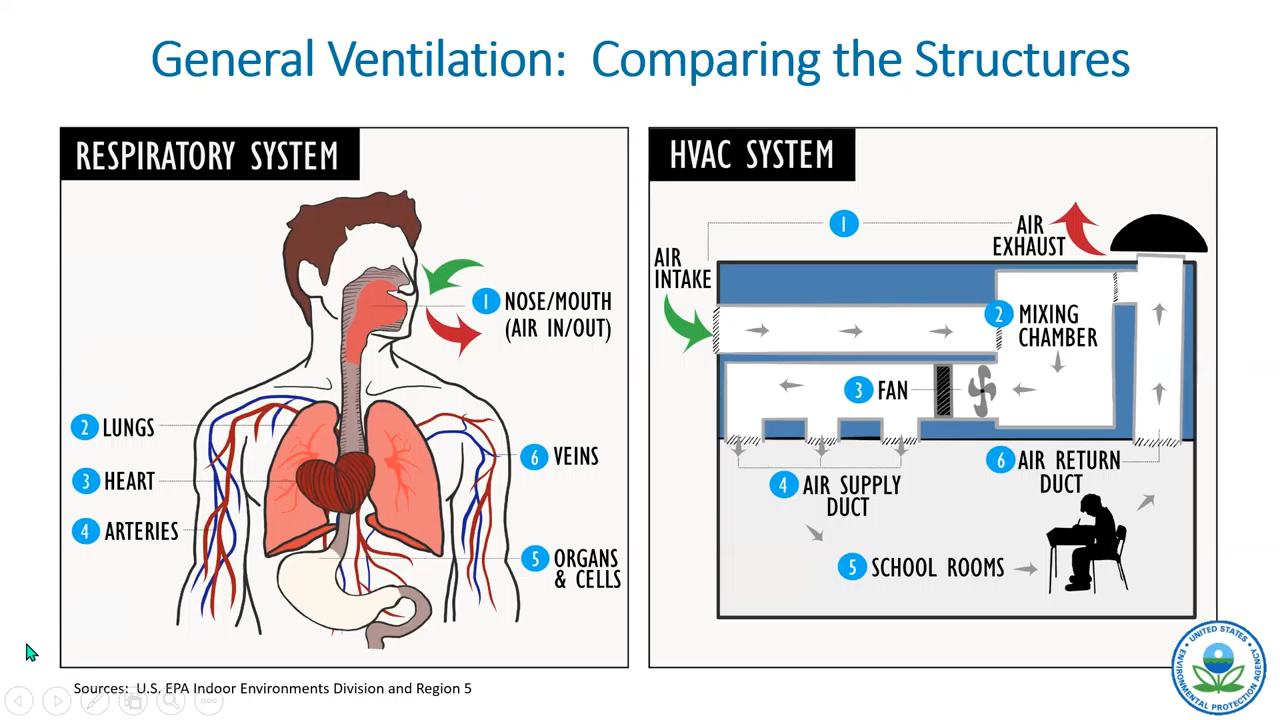 General Ventilation: Comparing the Structures
RESPIRATORY SYSTEM
1 NOSE/MOUTH
(AIR IN/OUT)
2 LUNGS
3 HEART
4 ARTERIES
6 VEINS
5 ORGANS
& CELLS
HVAC SYSTEM
1
AIR
EXHAUST
AIR
INTAKE
2 MIXING
CHAMBER
3 FAN
4 AIR SUPPLY
DUCT
6 AIR RETURN
DUCT
5 SCHOOL ROOMS
Sources: U.S. EPA Indoor Environments Division and Region 5
UNITED STATES
ENVIRONMENTAL PROTECTION AGENCY